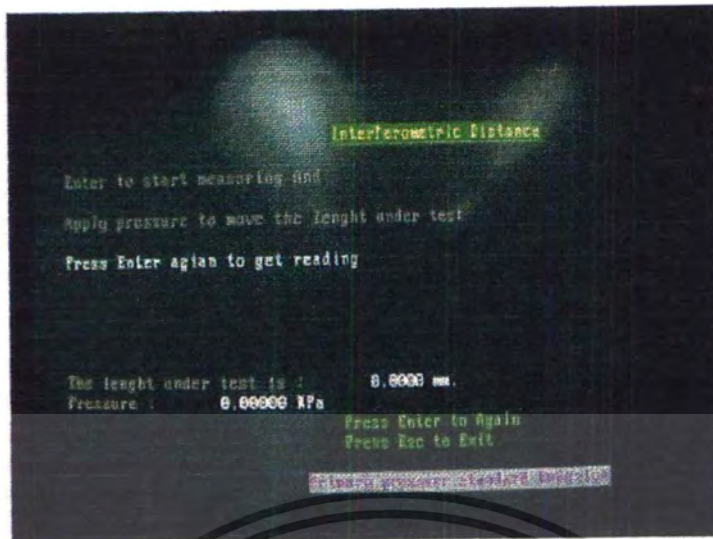 Interferometric Distance
Enter to start measuring and
Apply pressure to move the lenght under test
Press Enter agian to get reading
The lenght under test is : 0.0000 mm.
Pressure : 0.00000 KPa
Press Enter to Again
Press Esc to Exit
standard